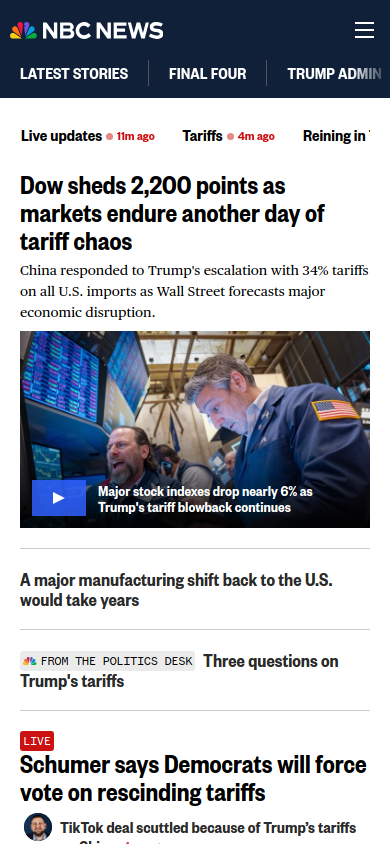 NBC NEWS
LATEST STORIES FINAL FOUR TRUMP ADMIN
Live updates 11m ago Tariffs 4m ago Reining in
Dow sheds 2,200 points as
markets endure another day of
tariff chaos
China responded to Trump's escalation with 34% tariffs
on all U.S. imports as Wall Street forecasts major
economic disruption.
Major stock indexes drop nearly 6% as
Trump's tariff blowback continues
A major manufacturing shift back to the U.S.
would take years
FROM THE POLITICS DESK Three questions on
Trump's tariffs
LIVE
Schumer says Democrats will force
vote on rescinding tariffs
TikTok deal scuttled because of Trump's tariffs